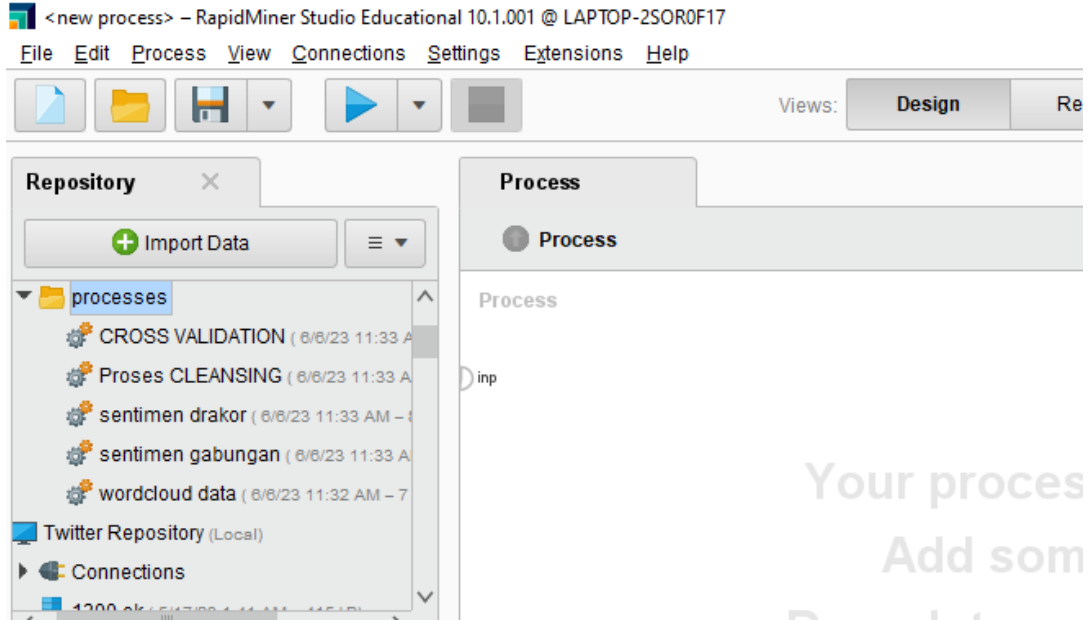 <new process> – RapidMiner Studio Educational 10.1.001 @ LAPTOP-2SOR0F17
File Edit Process View Connections Settings Extensions Help
Views: Design Re
Repository
Process
Import Data
Process
processes
Process
CROSS VALIDATION ( 6/6/23 11:33 A
Proses CLEANSING ( 6/6/23 11:33 A
inp
sentimen drakor ( 6/6/23 11:33 AM –
sentimen gabungan ( 6/6/23 11:33 A
wordcloud data ( 6/6/23 11:32 AM – 7
Your proces
Twitter Repository (Local)
Add som
Connections